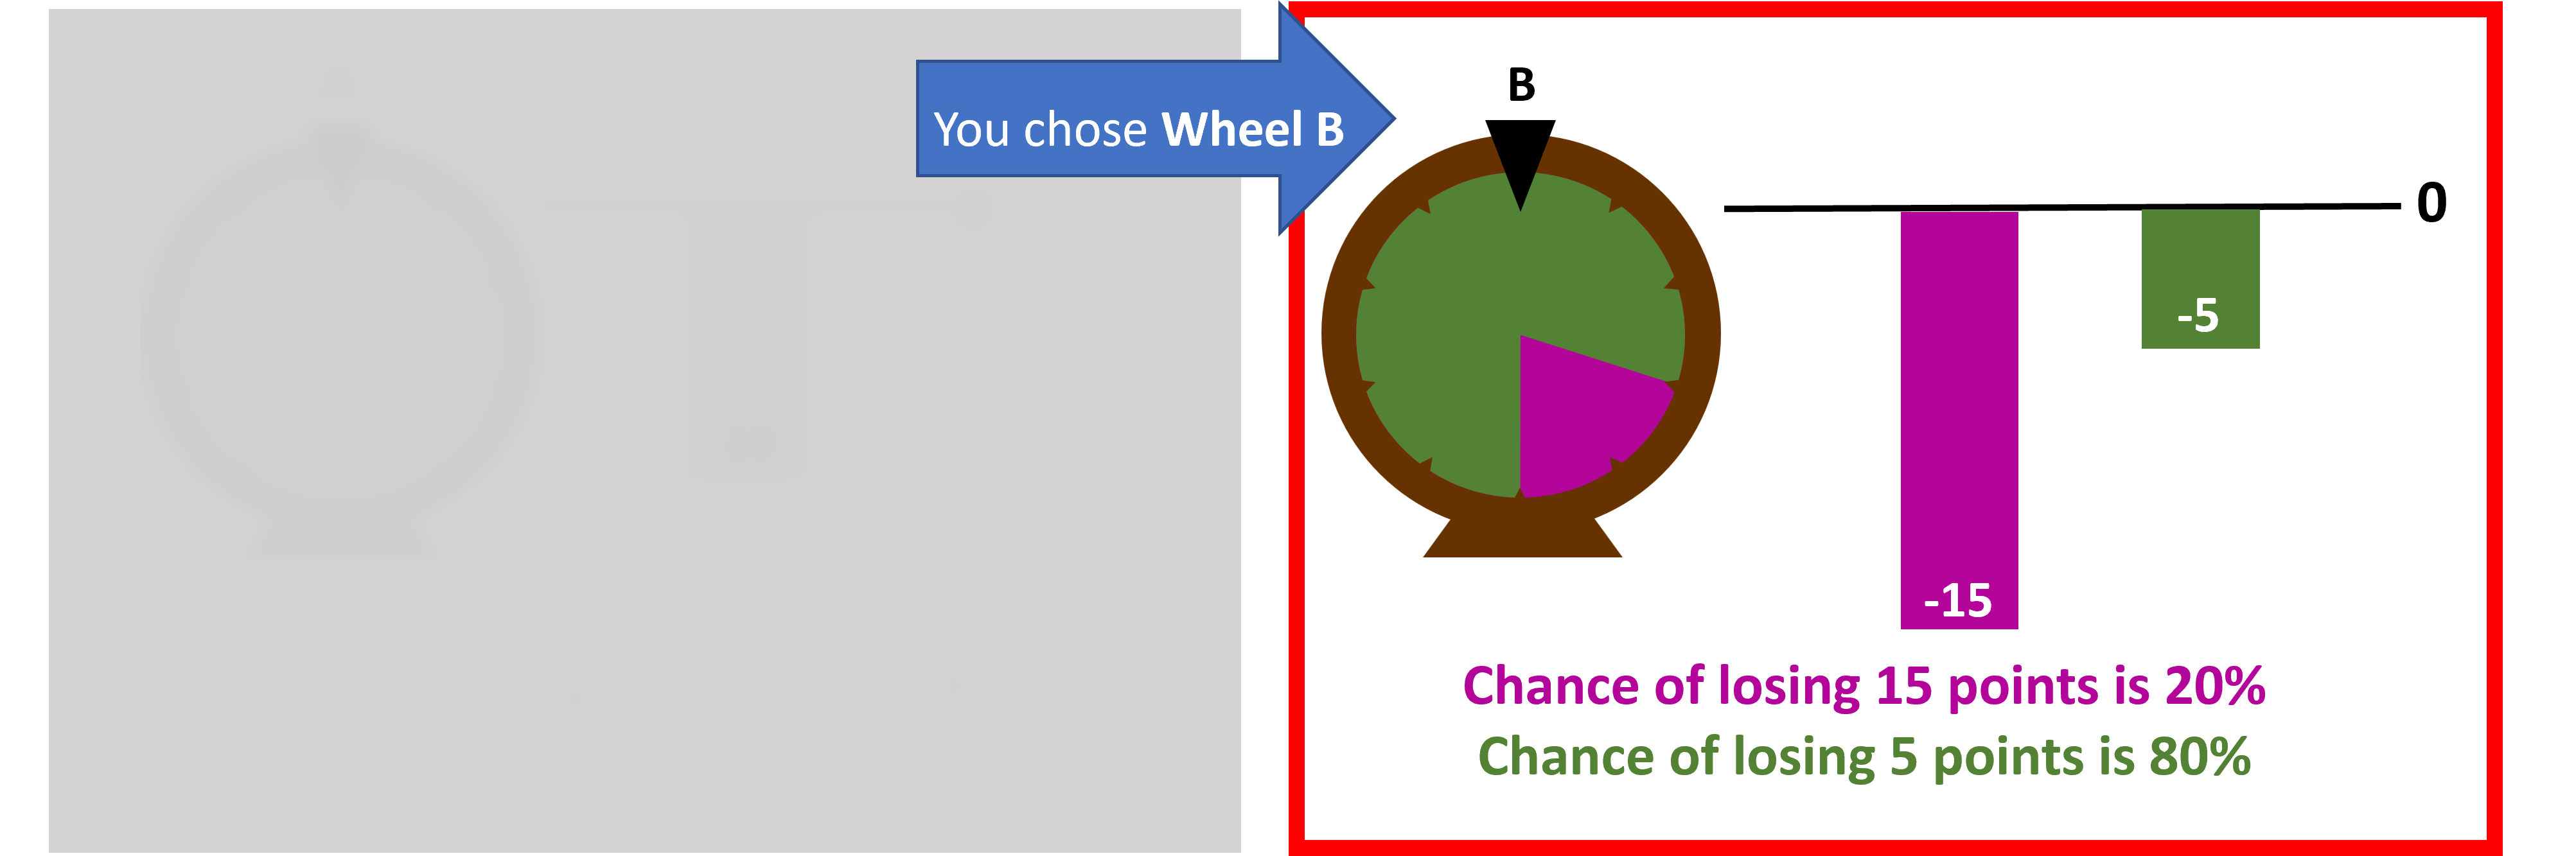 You chose Wheel B
B
0
-5
-15
Chance of losing 15 points is 20%
Chance of losing 5 points is 80%